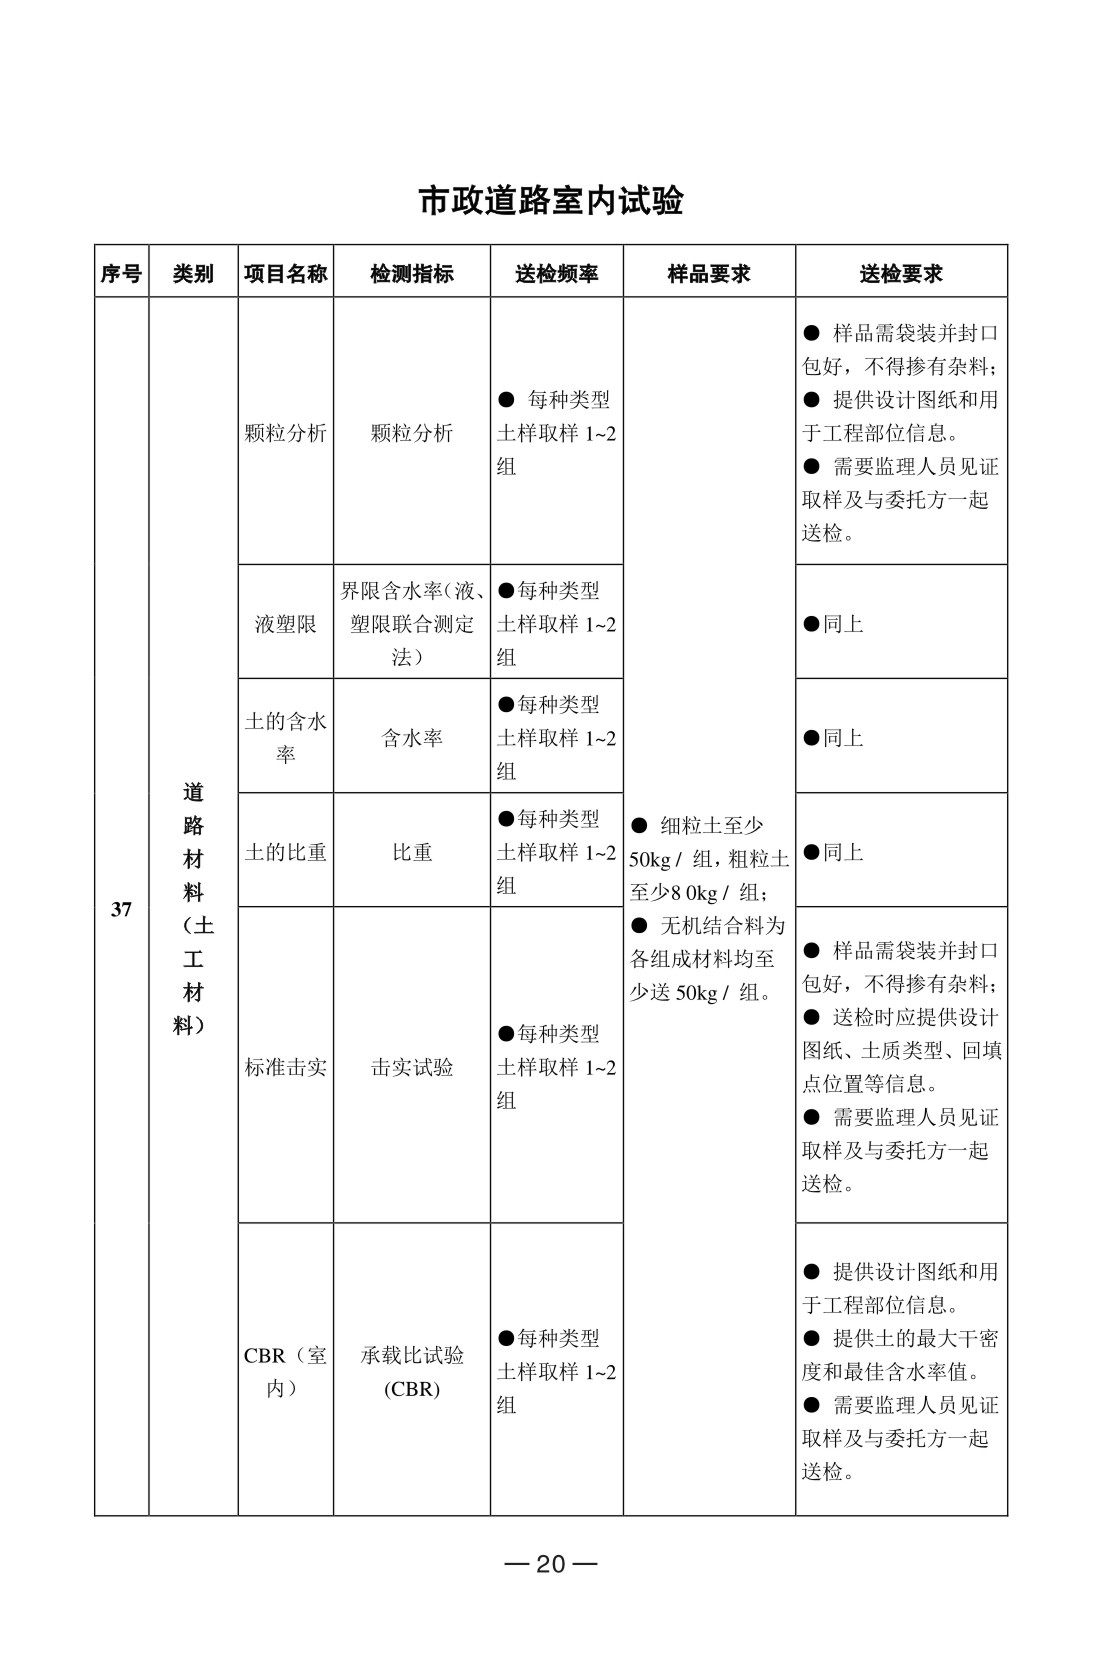 市政道路室内试验
序号 类别 项目名称 检测指标 送检频率 样品要求 送检要求
37
道
路
材
料
（土
工
材
料）
颗粒分析
颗粒分析
● 每种类型
土样取样 1~2
组
● 细粒土至少
50kg / 组，粗粒土
至少8 0kg / 组；
● 无机结合料为
各组成材料均至
少送 50kg / 组。
● 样品需袋装并封口
包好，不得掺有杂料；
● 提供设计图纸和用
于工程部位信息。
● 需要监理人员见证
取样及与委托方一起
送检。
液塑限
界限含水率（液、
塑限联合测定
法）
●每种类型
土样取样 1~2
组
●同上
土的含水
率
含水率
●每种类型
土样取样 1~2
组
●同上
土的比重
比重
●每种类型
土样取样 1~2
组
●同上
标准击实
击实试验
●每种类型
土样取样 1~2
组
● 样品需袋装并封口
包好，不得掺有杂料；
● 送检时应提供设计
图纸、土质类型、回填
点位置等信息。
● 需要监理人员见证
取样及与委托方一起
送检。
CBR（室
内）
承载比试验
(CBR)
●每种类型
土样取样 1~2
组
● 提供设计图纸和用
于工程部位信息。
● 提供土的最大干密
度和最佳含水率值。
● 需要监理人员见证
取样及与委托方一起
送检。
— 20 —